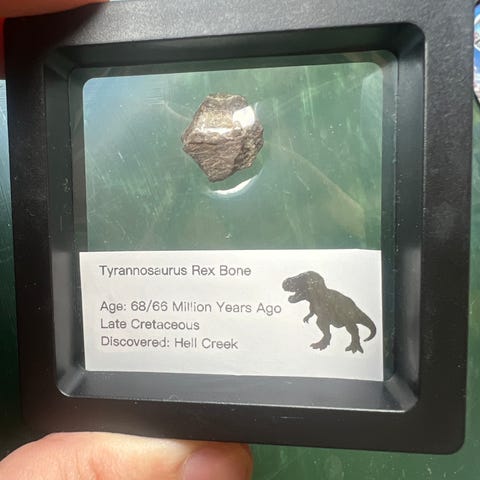 Tyrannosaurus Rex Bone
Age: 68/66 Million Years Ago
Late Cretaceous
Discovered: Hell Creek